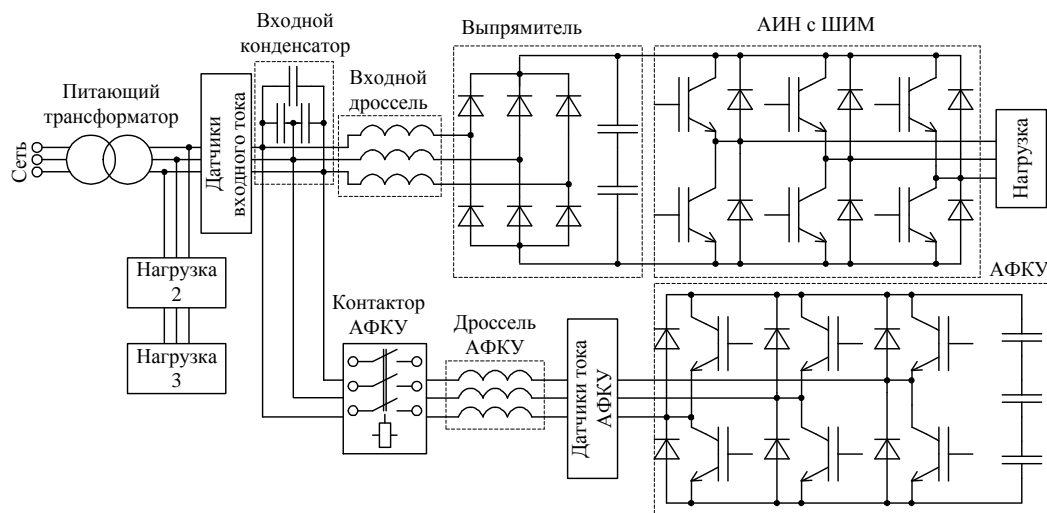 Входной
конденсатор
Выпрямитель
АИН с ШИМ
Питающий
трансформатор
Входной
дроссель
Сеть
Датчики
входного тока
Нагрузка
АФКУ
Нагрузка
2
Нагрузка
3
Контактор
АФКУ
Дроссель
АФКУ
Датчики тока
АФКУ